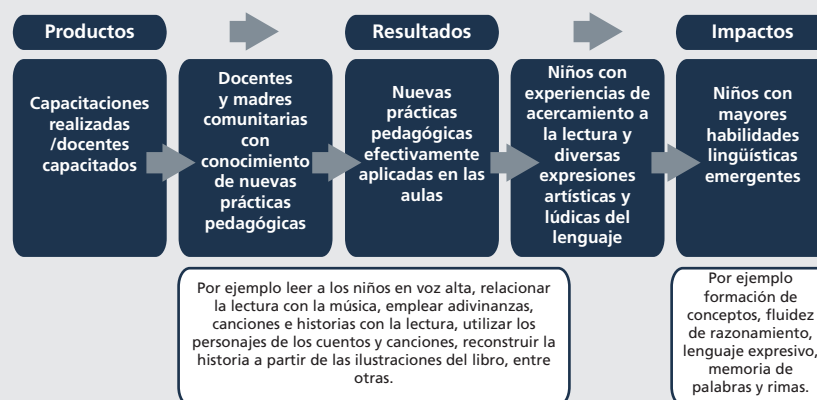 Productos
Resultados
Impactos
Capacitaciones
realizadas
/docentes
capacitados
Docentes
y madres
comunitarias
con
conocimiento
de nuevas
prácticas
pedagógicas
Nuevas
prácticas
pedagógicas
efectivamente
aplicadas en las
aulas
Niños con
experiencias de
acercamiento a
la lectura y
diversas
expresiones
artísticas y
lúdicas del
lenguaje
Niños con
mayores
habilidades
lingüísticas
emergentes
Por ejemplo leer a los niños en voz alta, relacionar
la lectura con la música, emplear adivinanzas,
canciones e historias con la lectura, utilizar los
personajes de los cuentos y canciones, reconstruir la
historia a partir de las ilustraciones del libro, entre
otras.
Por ejemplo
formación de
conceptos, fluidez
de razonamiento,
lenguaje expresivo,
memoria de
palabras y rimas.